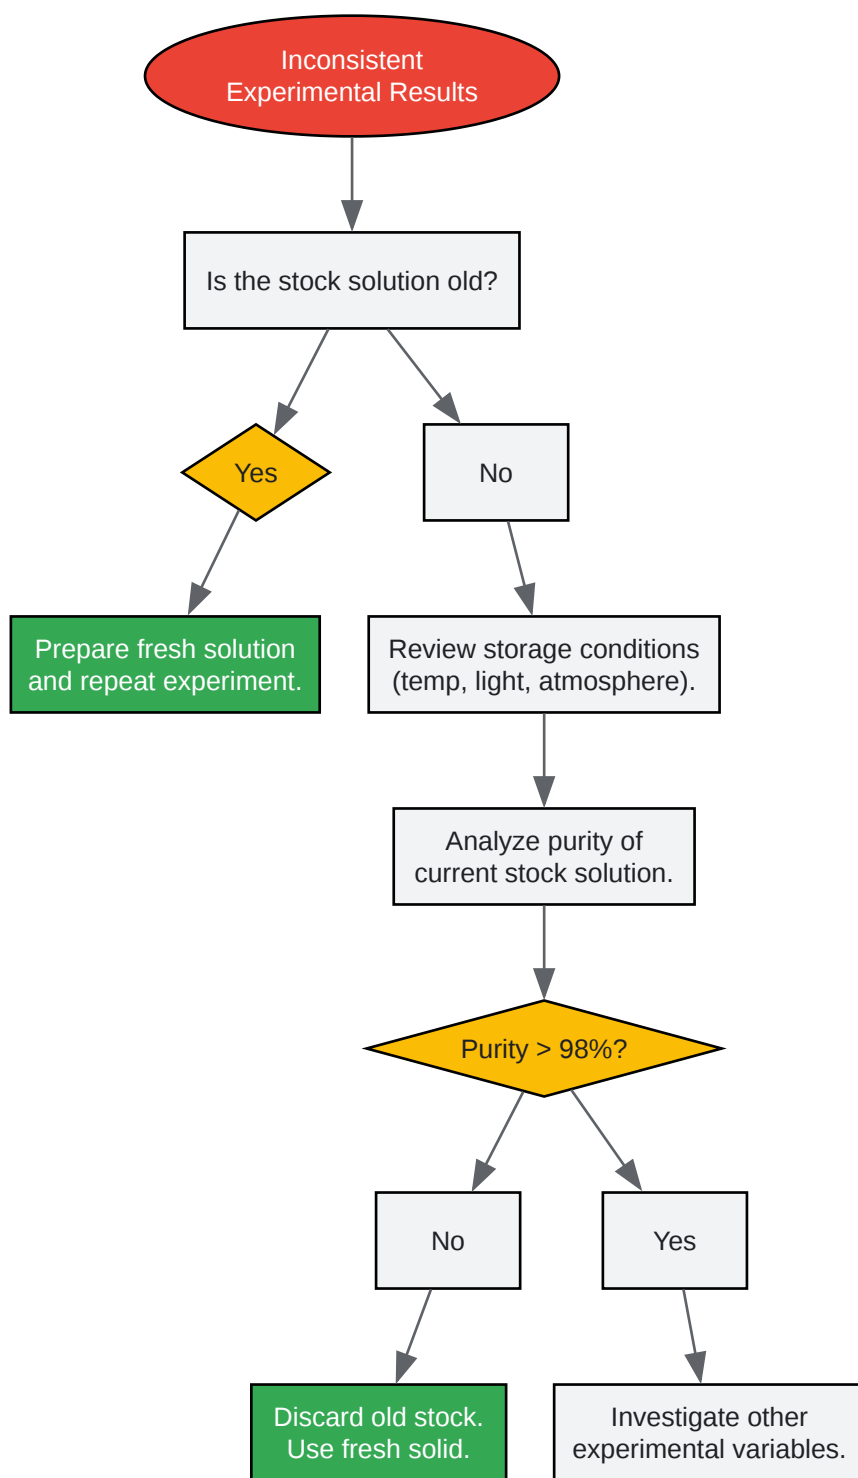 Inconsistent
Experimental Results
Is the stock solution old?
Yes
No
Prepare fresh solution
and repeat experiment.
Review storage conditions
(temp, light, atmosphere).
Analyze purity of
current stock solution.
Purity > 98%?
No
Yes
Discard old stock.
Use fresh solid.
Investigate other
experimental variables.